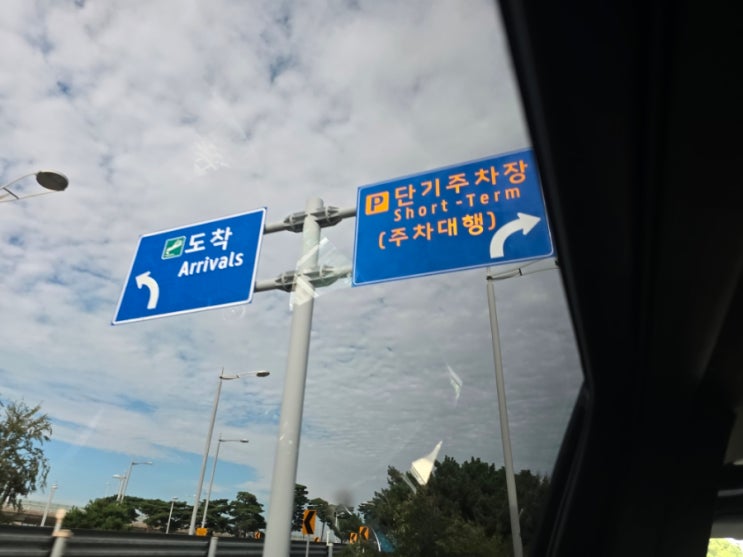 도착
Arrivals
P 단기주차장
Short-Term
(주차대행)